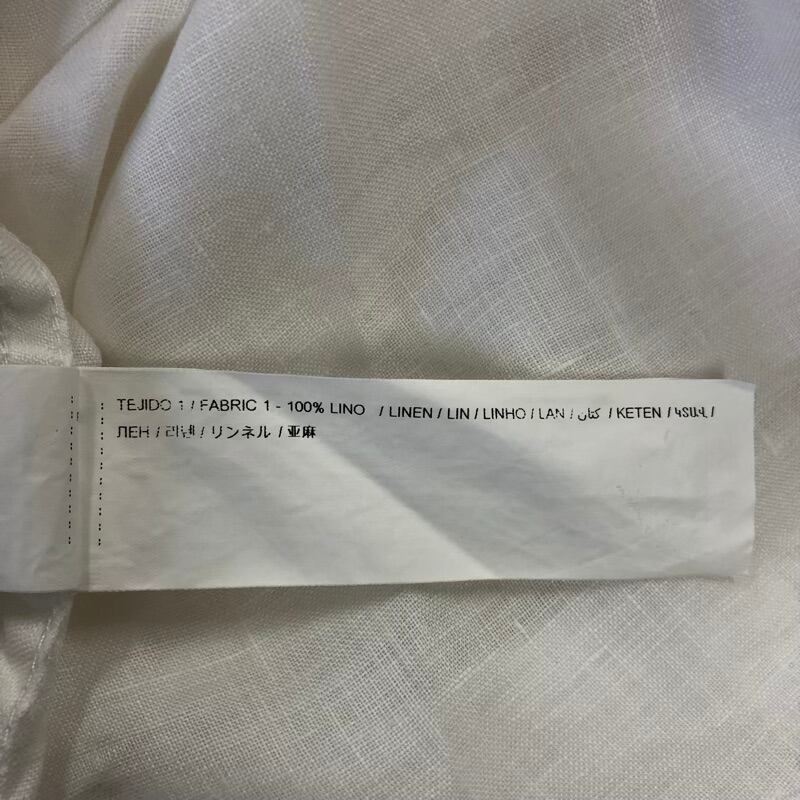 TEJIDO 1 / FABRIC 1 - 100% LINO / LINEN / LIN / LINHO / LAN / كتان / KETEN / ԿՏԱՎ /
ЛЕН / 리넨 / リンネル / 亚麻